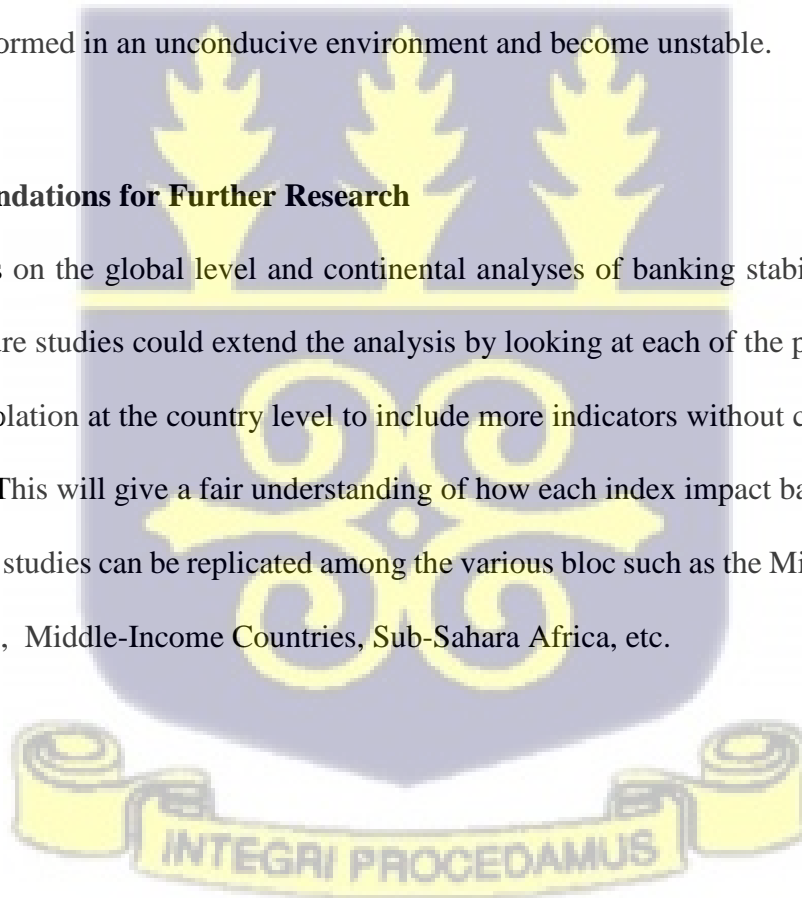 ormed in an unconducive environment and become unstable.
ndations for Further Research
s on the global level and continental analyses of banking stabi
ure studies could extend the analysis by looking at each of the p
olation at the country level to include more indicators without c
This will give a fair understanding of how each index impact ba
studies can be replicated among the various bloc such as the Mi
, Middle-Income Countries, Sub-Sahara Africa, etc.
INTEGRI PROCEDAMUS